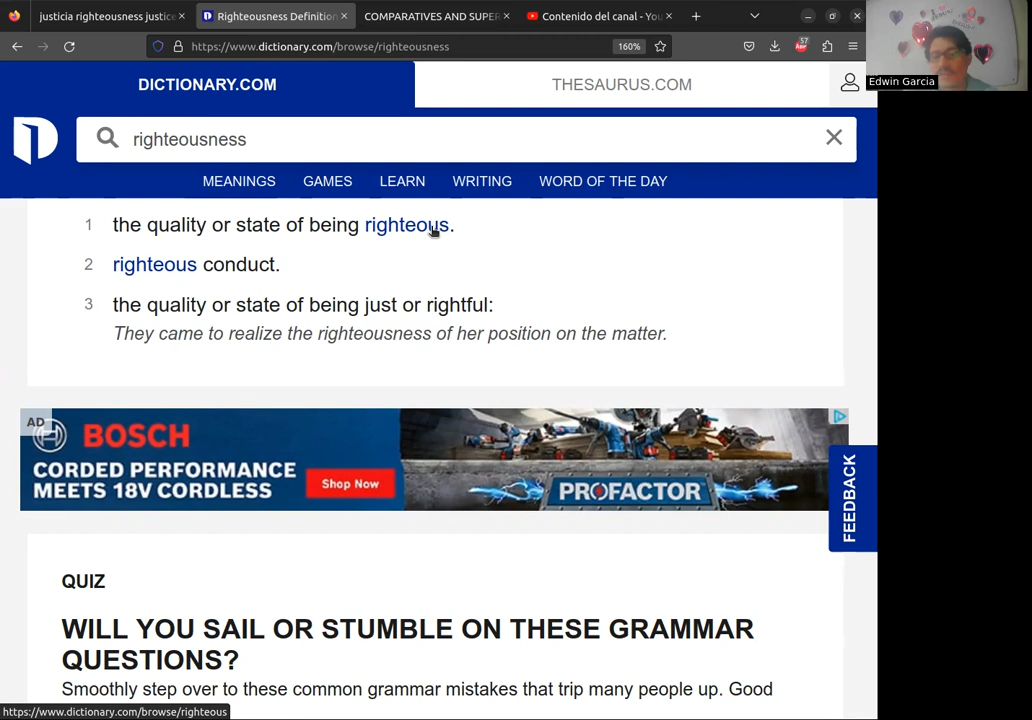 justicia righteousness justice
Righteousness Definition
COMPARATIVES AND SUPER
Contenido del canal - You
https://www.dictionary.com/browse/righteousness
160%
57
Edwin Garcia
DICTIONARY.COM
THESAURUS.COM
righteousness
MEANINGS GAMES LEARN WRITING WORD OF THE DAY
1 the quality or state of being righteous.
2 righteous conduct.
3 the quality or state of being just or rightful:
They came to realize the righteousness of her position on the matter.
AD
BOSCH
CORDED PERFORMANCE
MEETS 18V CORDLESS
Shop Now
PROFACTOR
FEEDBACK
QUIZ
WILL YOU SAIL OR STUMBLE ON THESE GRAMMAR
QUESTIONS?
Smoothly step over to these common grammar mistakes that trip many people up. Good
https://www.dictionary.com/browse/righteous